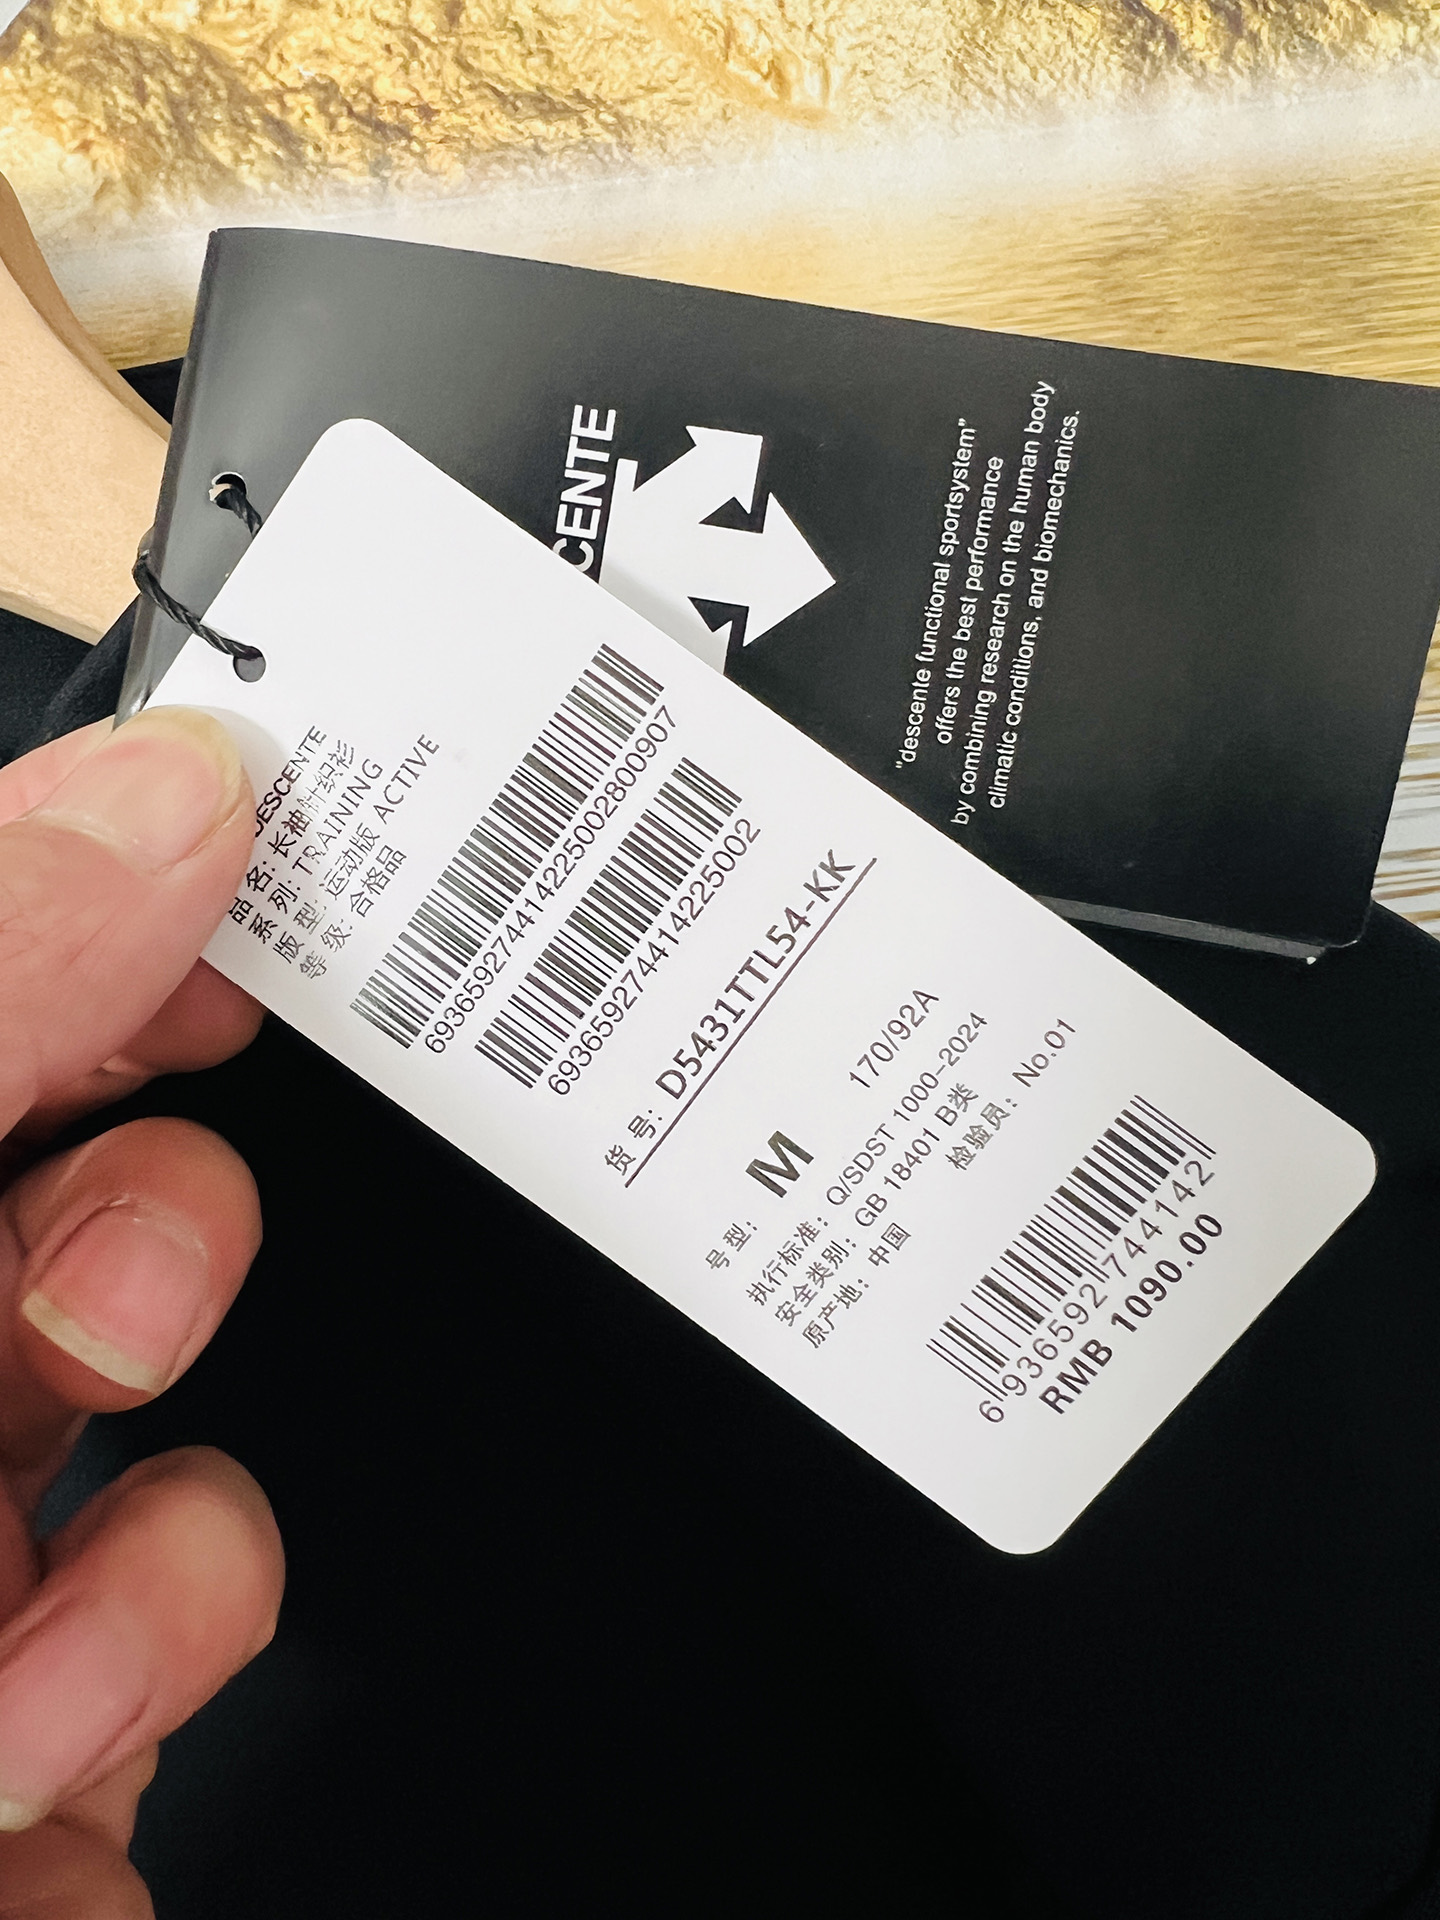 DESCENTE
品 名: 长袖针织衫
系 列: TRAINING
版 型: 运动版 ACTIVE
等 级: 合格品
693659274414225002800907
693659274414225002
货 号: D5431TTL54-KK
号 型: M 170/92A
执行标准: Q/SDST 1000-2024
安全类别: GB 18401 B类
原产地: 中国 检验员: No.01
6936592744142
RMB 1090.00
CENTE
"descente functional sportsystem"
offers the best performance
by combining research on the human body
climatic conditions, and biomechanics.